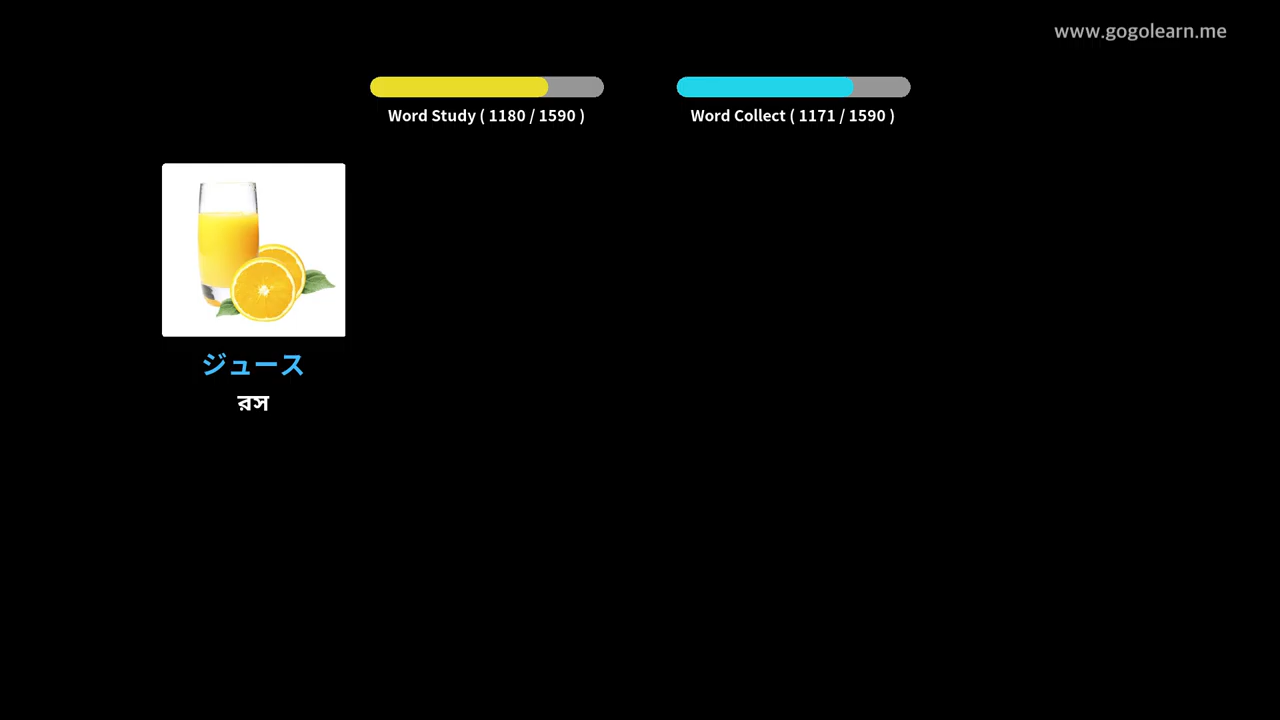 www.gogolearn.me
Word Study ( 1180 / 1590 )
Word Collect ( 1171 / 1590 )
ジュース
রস